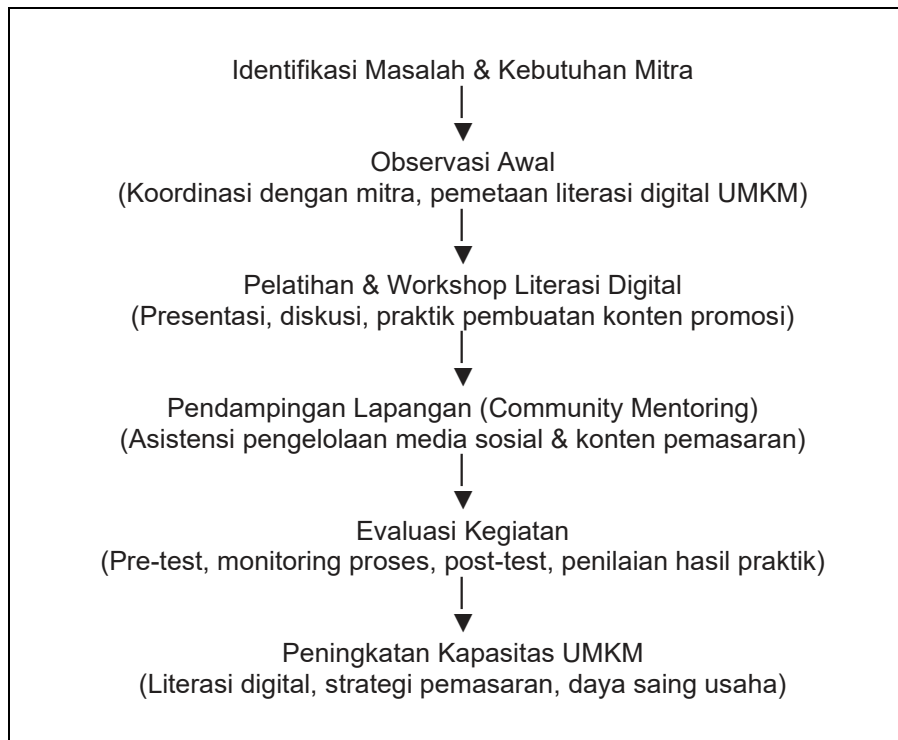 Identifikasi Masalah & Kebutuhan Mitra
Observasi Awal
(Koordinasi dengan mitra, pemetaan literasi digital UMKM)
Pelatihan & Workshop Literasi Digital
(Presentasi, diskusi, praktik pembuatan konten promosi)
Pendampingan Lapangan (Community Mentoring)
(Asistensi pengelolaan media sosial & konten pemasaran)
Evaluasi Kegiatan
(Pre-test, monitoring proses, post-test, penilaian hasil praktik)
Peningkatan Kapasitas UMKM
(Literasi digital, strategi pemasaran, daya saing usaha)